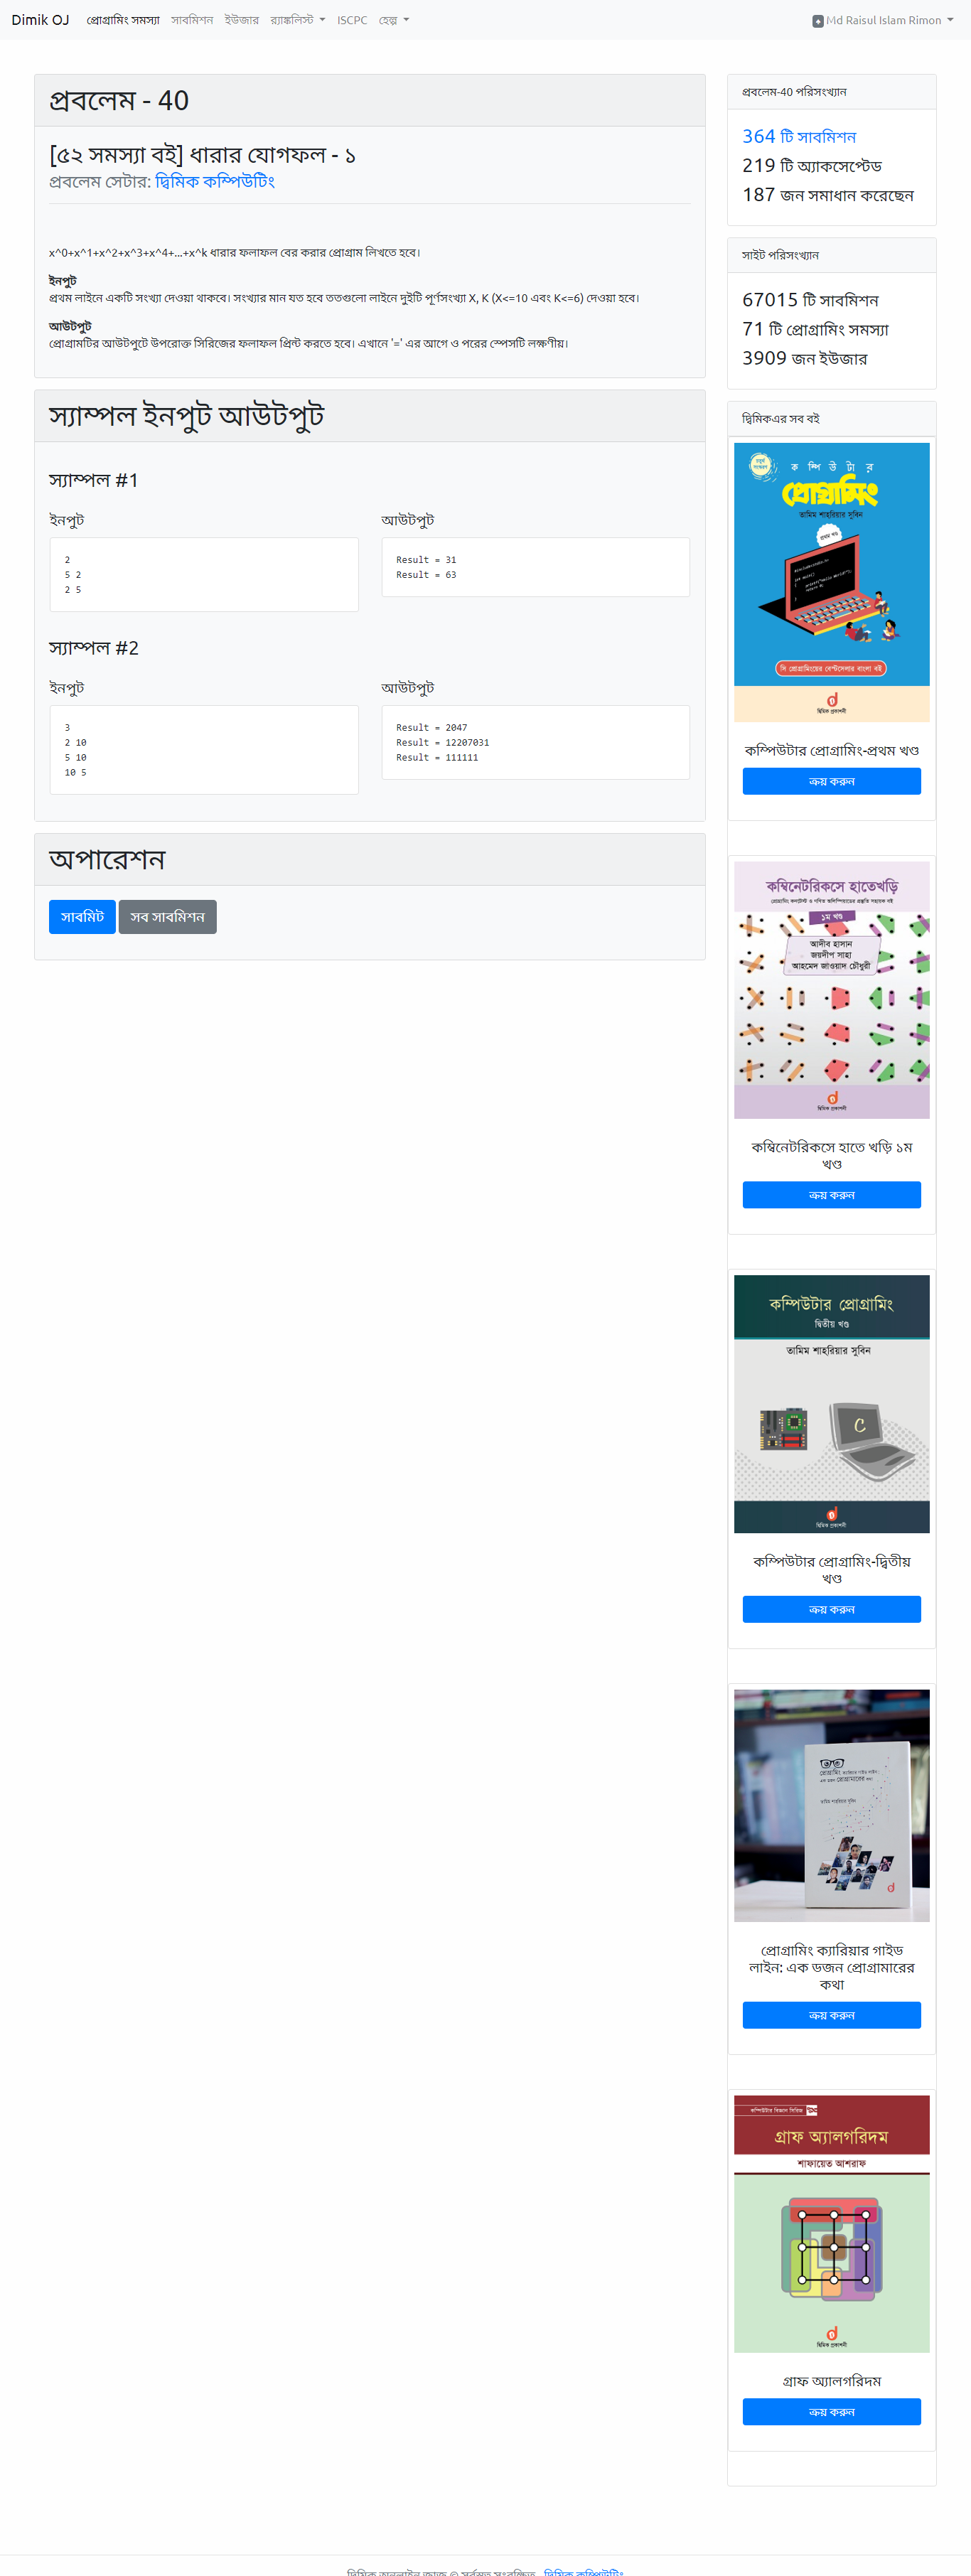 Dimik OJ প্রোগ্রামিং সমস্যা সাবমিশন ইউজার র‍্যাঙ্কলিস্ট ISCPC হেল্প Md Raisul Islam Rimon
প্রবলেম - 40
[৫২ সমস্যা বই] ধারার যোগফল - ১
প্রবলেম সেটার: দ্বিমিক কম্পিউটিং
x^0+x^1+x^2+x^3+x^4+...+x^k ধারার ফলাফল বের করার প্রোগ্রাম লিখতে হবে।
ইনপুট
প্রথম লাইনে একটি সংখ্যা দেওয়া থাকবে। সংখ্যার মান যত হবে ততগুলো লাইনে দুইটি পূর্ণসংখ্যা X, K (X<=10 এবং K<=6) দেওয়া হবে।
আউটপুট
প্রোগ্রামটির আউটপুটে উপরোক্ত সিরিজের ফলাফল প্রিন্ট করতে হবে। এখানে '=' এর আগে ও পরের স্পেসটি লক্ষণীয়।
স্যাম্পল ইনপুট আউটপুট
স্যাম্পল #1
ইনপুট
2
5 2
2 5
আউটপুট
Result = 31
Result = 63
স্যাম্পল #2
ইনপুট
3
2 10
5 10
10 5
আউটপুট
Result = 2047
Result = 12207031
Result = 111111
অপারেশন
সাবমিট সব সাবমিশন
প্রবলেম-40 পরিসংখ্যান
364 টি সাবমিশন
219 টি অ্যাকসেপ্টেড
187 জন সমাধান করেছেন
সাইট পরিসংখ্যান
67015 টি সাবমিশন
71 টি প্রোগ্রামিং সমস্যা
3909 জন ইউজার
দ্বিমিকএর সব বই
চতুর্থ
সংস্করণ
কম্পিউটার
প্রোগ্রামিং
তামিম শাহ্‌রিয়ার সুবিন
প্রথম খণ্ড
দি প্রোগ্রামিংয়ের বেস্টসেলার বাংলা বই
দ্বিমিক প্রকাশনী
কম্পিউটার প্রোগ্রামিং-প্রথম খণ্ড
ক্রয় করুন
কম্বিনেটরিকসে হাতেখড়ি
১ম খণ্ড
আদীব হাসান
জয়দীপ সাহা
আহমেদ জাওয়াদ চৌধুরী
দ্বিমিক প্রকাশনী
কম্বিনেটরিকসে হাতে খড়ি ১ম
খণ্ড
ক্রয় করুন
কম্পিউটার প্রোগ্রামিং
দ্বিতীয় খণ্ড
তামিম শাহ্‌রিয়ার সুবিন
C
দ্বিমিক প্রকাশনী
কম্পিউটার প্রোগ্রামিং-দ্বিতীয়
খণ্ড
ক্রয় করুন
প্রোগ্রামিং ক্যারিয়ার গাইড
লাইন: এক ডজন প্রোগ্রামারের
কথা
ক্রয় করুন
কম্পিউটার বিজ্ঞান সিরিজ
গ্রাফ অ্যালগরিদম
শাফায়েত আশরাফ
দ্বিমিক প্রকাশনী
গ্রাফ অ্যালগরিদম
ক্রয় করুন
দ্বিমিক অনলাইন জাজ © সর্বস্বত্ব সংরক্ষিত দ্বিমিক কম্পিউটিং